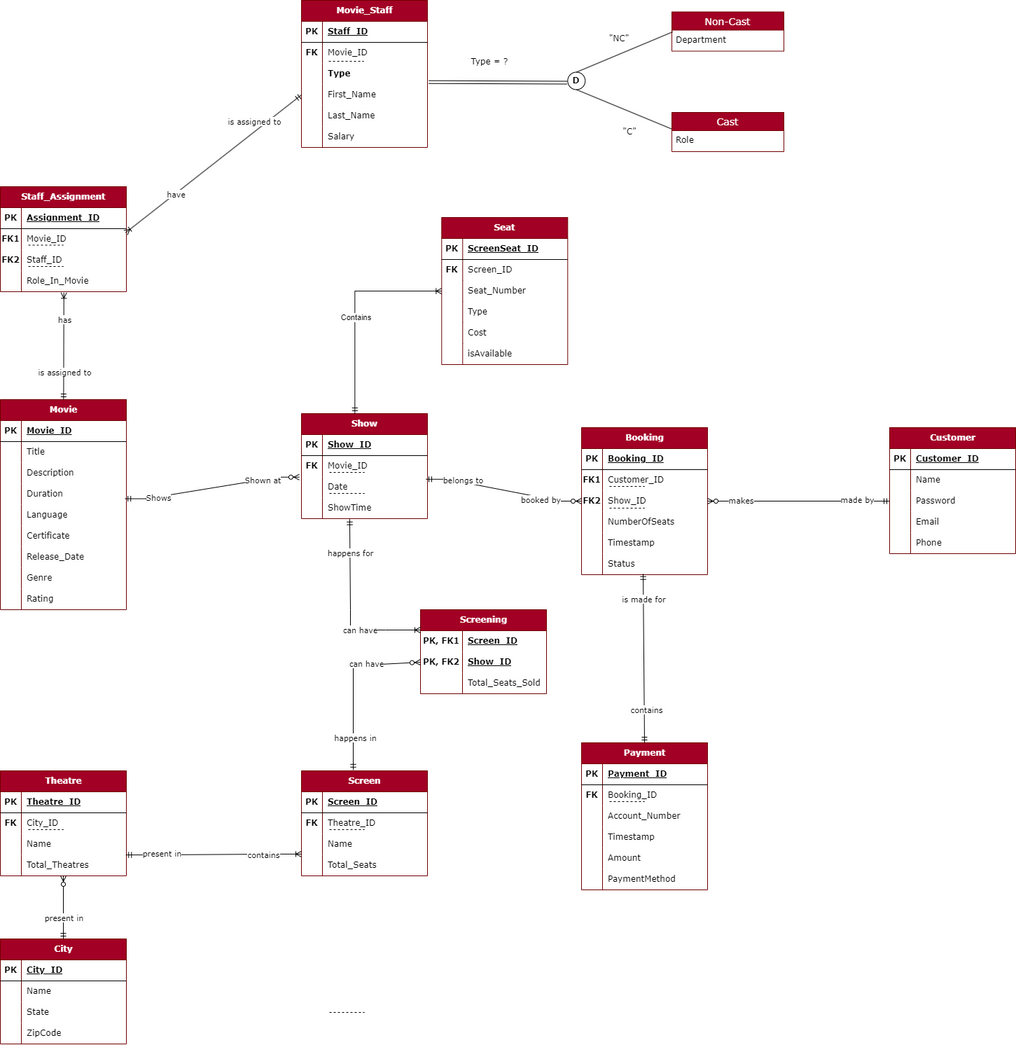 Movie_Staff
PK Staff_ID
FK Movie_ID
Type
First_Name
Last_Name
Salary
Type = ?
D
"NC"
"C"
Non-Cast
Department
Cast
Role
is assigned to
have
Staff_Assignment
PK Assignment_ID
FK1 Movie_ID
FK2 Staff_ID
Role_In_Movie
has
is assigned to
Seat
PK ScreenSeat_ID
FK Screen_ID
Seat_Number
Type
Cost
isAvailable
Contains
Movie
PK Movie_ID
Title
Description
Duration
Language
Certificate
Release_Date
Genre
Rating
Shows
Shown at
Show
PK Show_ID
FK Movie_ID
Date
ShowTime
belongs to
booked by
Booking
PK Booking_ID
FK1 Customer_ID
FK2 Show_ID
NumberOfSeats
Timestamp
Status
makes
made by
Customer
PK Customer_ID
Name
Password
Email
Phone
happens for
can have
Screening
PK, FK1 Screen_ID
PK, FK2 Show_ID
Total_Seats_Sold
can have
happens in
is made for
contains
Theatre
PK Theatre_ID
FK City_ID
Name
Total_Theatres
present in
contains
Screen
PK Screen_ID
FK Theatre_ID
Name
Total_Seats
Payment
PK Payment_ID
FK Booking_ID
Account_Number
Timestamp
Amount
PaymentMethod
present in
City
PK City_ID
Name
State
ZipCode